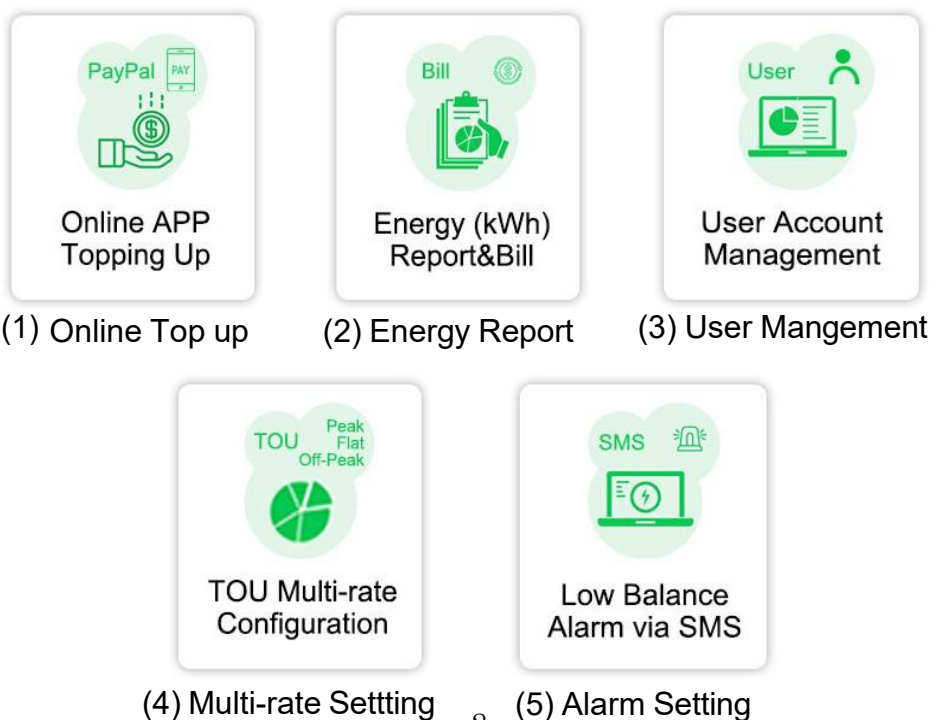 PayPal
PAY
Online APP
Topping Up
(1) Online Top up
Bill
Energy (kWh)
Report&Bill
(2) Energy Report
User
User Account
Management
(3) User Mangement
TOU
Peak
Flat
Off-Peak
TOU Multi-rate
Configuration
(4) Multi-rate Settting
SMS
Low Balance
Alarm via SMS
(5) Alarm Setting